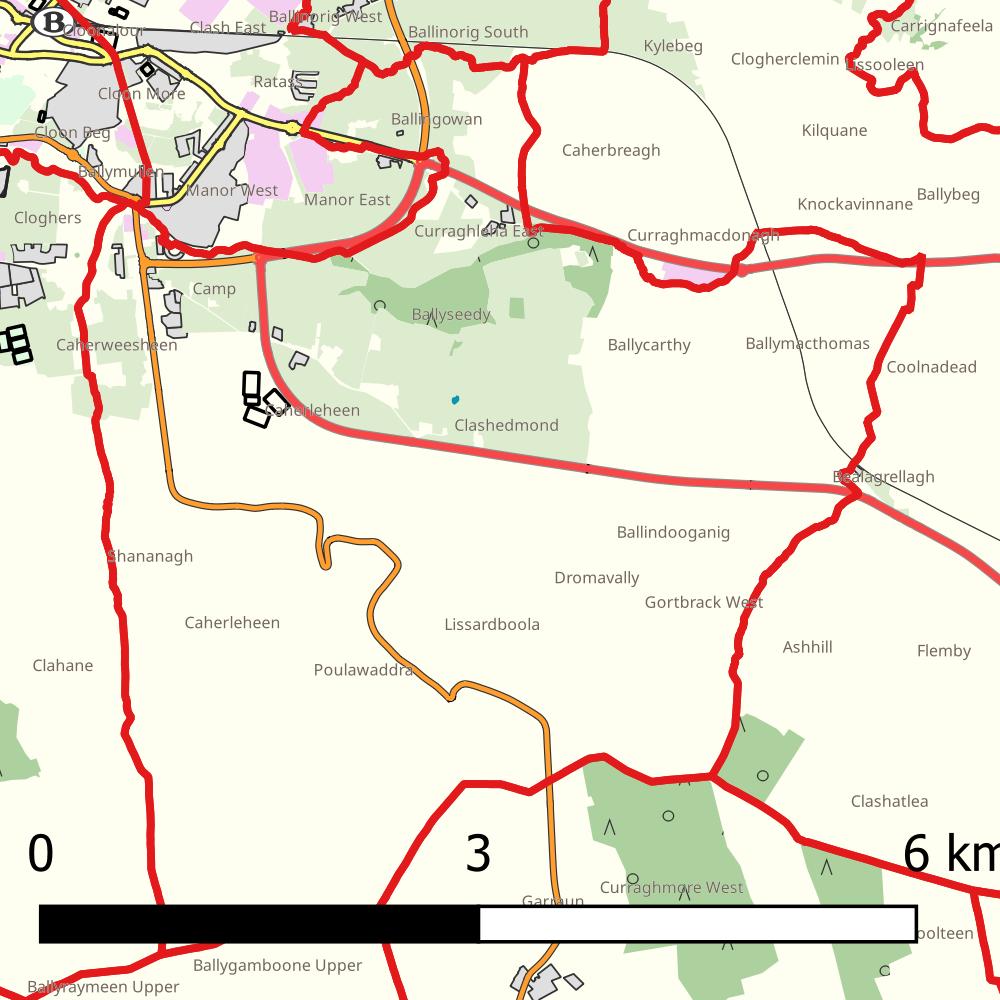 Ballinorig West
B
Cloonalour
Clash East
Ballinorig South
Carrignafeela
Kylebeg
Clogherclemin
Lissooleen
Ratass
Cloon More
Ballingowan
Cloon Beg
Kilquane
Caherbreagh
Ballymullen
Manor West
Manor East
Knockavinnane
Ballybeg
Cloghers
Curraghleha East
Curraghmacdonagh
Camp
Ballyseedy
Caherweesheen
Ballycarthy
Ballymacthomas
Coolnadead
Caherleheen
Clashedmond
Bealagrellagh
Ballindooganig
Shananagh
Dromavally
Gortbrack West
Caherleheen
Lissardboola
Ashhill
Flemby
Clahane
Poulawaddra
Clashatlea
0
3
6 km
Curraghmore West
Garraun
oolteen
Ballygamboone Upper
Ballyraymeen Upper